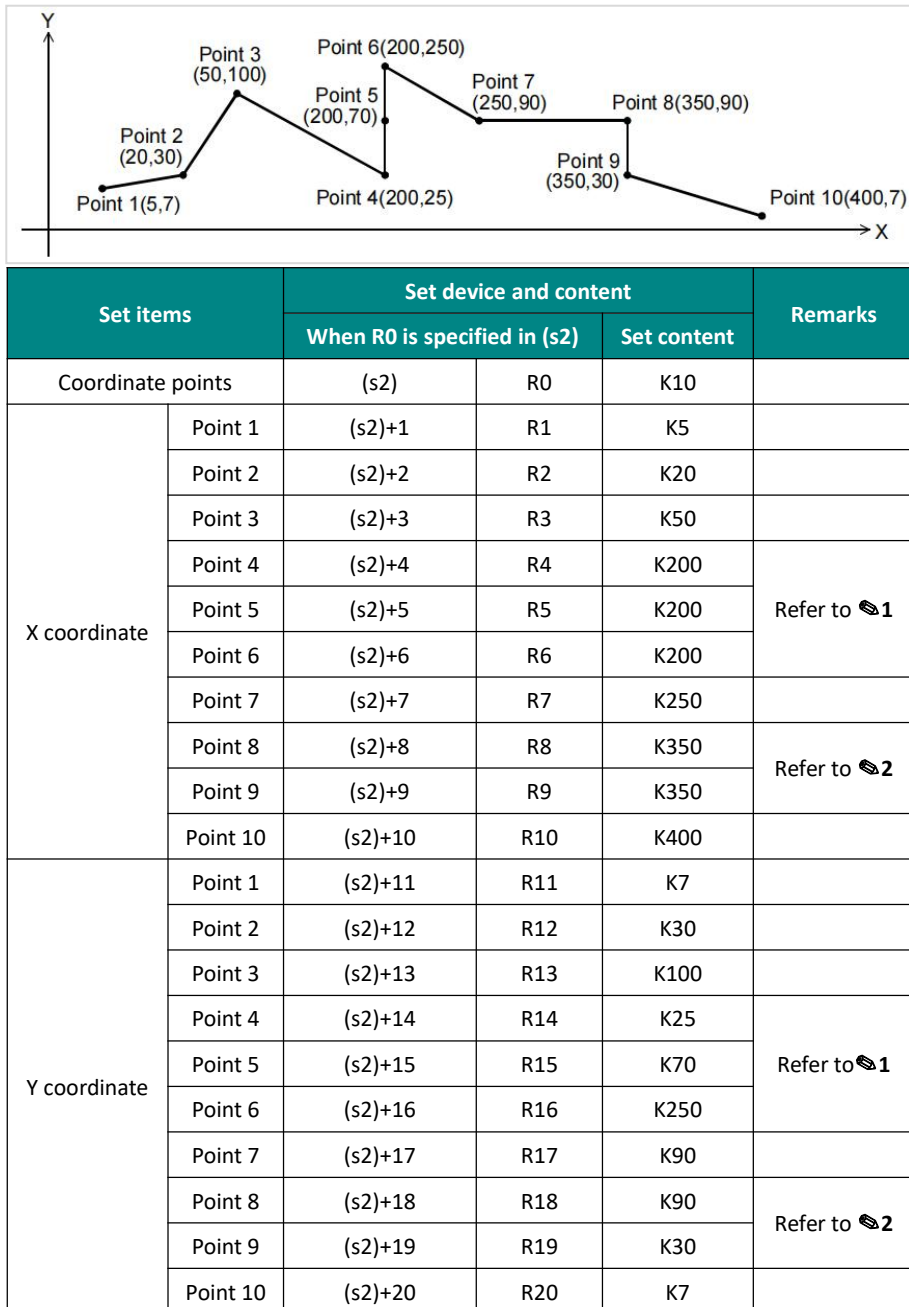 Y
Point 6(200,250)
Point 3
(50,100)
Point 7
(250,90)
Point 5
(200,70)
Point 8(350,90)
Point 2
(20,30)
Point 9
(350,30)
Point 1(5,7)
Point 4(200,25)
Point 10(400,7)
X
Set items Set device and content Remarks
When R0 is specified in (s2) Set content
Coordinate points (s2) R0 K10
X coordinate
Point 1 (s2)+1 R1 K5
Point 2 (s2)+2 R2 K20
Point 3 (s2)+3 R3 K50
Point 4 (s2)+4 R4 K200
Point 5 (s2)+5 R5 K200 Refer to ✎1
Point 6 (s2)+6 R6 K200
Point 7 (s2)+7 R7 K250
Point 8 (s2)+8 R8 K350
Refer to ✎2
Point 9 (s2)+9 R9 K350
Point 10 (s2)+10 R10 K400
Y coordinate
Point 1 (s2)+11 R11 K7
Point 2 (s2)+12 R12 K30
Point 3 (s2)+13 R13 K100
Point 4 (s2)+14 R14 K25
Point 5 (s2)+15 R15 K70 Refer to✎1
Point 6 (s2)+16 R16 K250
Point 7 (s2)+17 R17 K90
Point 8 (s2)+18 R18 K90
Refer to ✎2
Point 9 (s2)+19 R19 K30
Point 10 (s2)+20 R20 K7